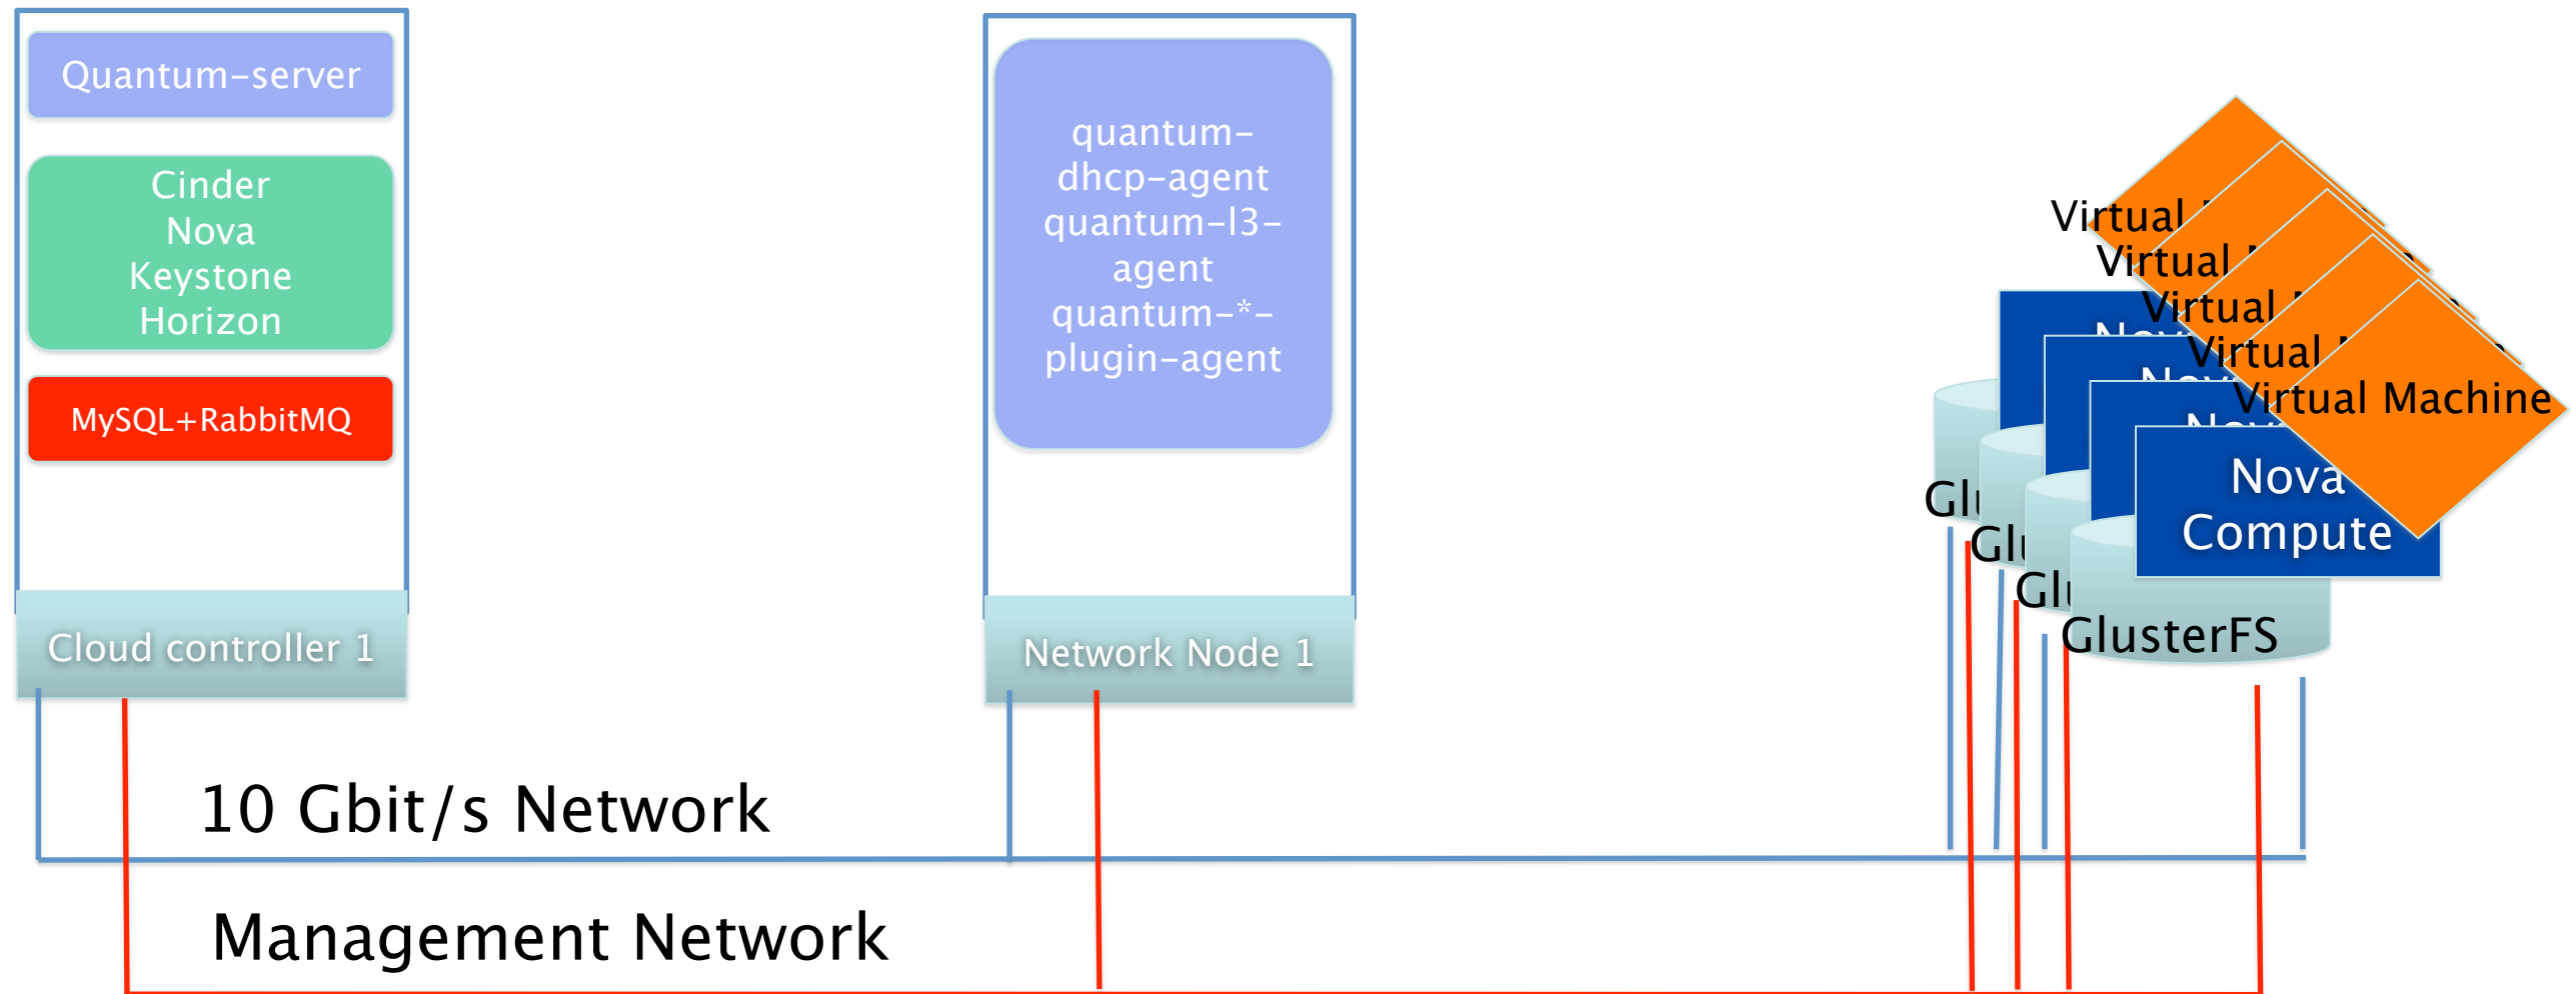 Quantum-server
Cinder
Nova
Keystone
Horizon
MySQL+RabbitMQ
Cloud controller 1
quantum-
dhcp-agent
quantum-l3-
agent
quantum-*-
plugin-agent
Network Node 1
Virtual
Virtual
Virtual
Virtual
Virtual Machine
Nova
Compute
GlusterFS
10 Gbit/s Network
Management Network